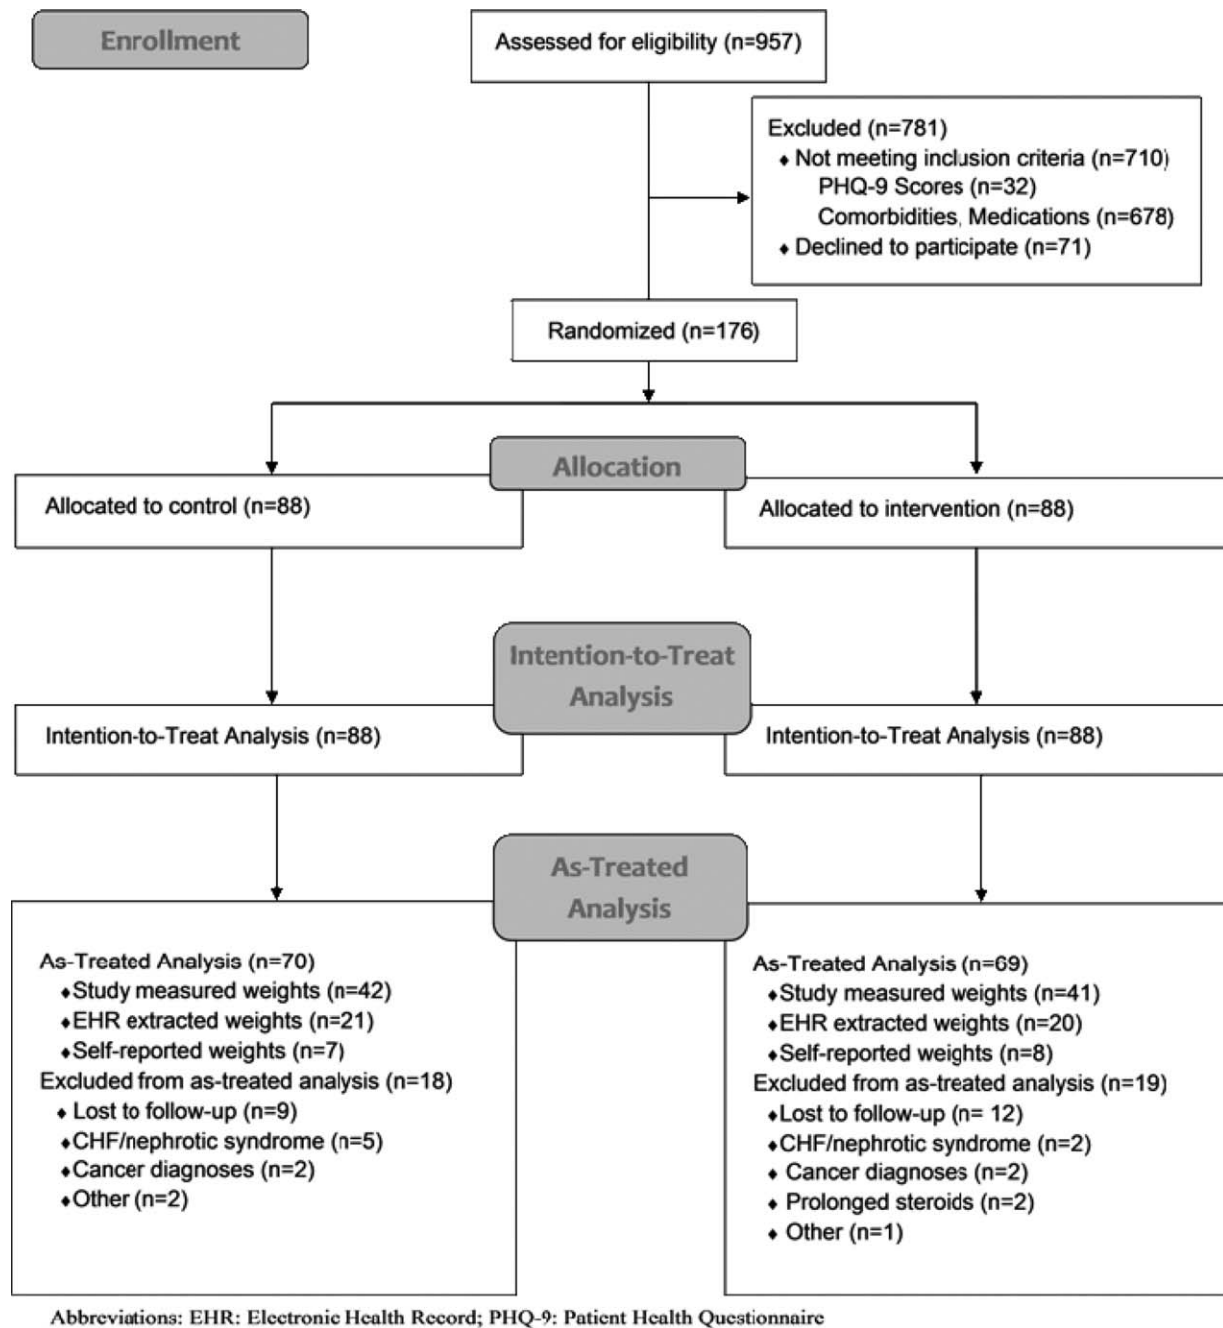 Enrollment
Assessed for eligibility (n=957)
Excluded (n=781)
♦ Not meeting inclusion criteria (n=710)
PHQ-9 Scores (n=32)
Comorbidities, Medications (n=678)
♦ Declined to participate (n=71)
Randomized (n=176)
Allocation
Allocated to control (n=88)
Allocated to intervention (n=88)
Intention-to-Treat
Analysis
Intention-to-Treat Analysis (n=88)
Intention-to-Treat Analysis (n=88)
As-Treated
Analysis
As-Treated Analysis (n=70)
♦Study measured weights (n=42)
♦EHR extracted weights (n=21)
♦Self-reported weights (n=7)
Excluded from as-treated analysis (n=18)
♦ Lost to follow-up (n=9)
♦CHF/nephrotic syndrome (n=5)
♦Cancer diagnoses (n=2)
♦Other (n=2)
As-Treated Analysis (n=69)
♦Study measured weights (n=41)
♦EHR extracted weights (n=20)
♦Self-reported weights (n=8)
Excluded from as-treated analysis (n=19)
♦Lost to follow-up (n= 12)
♦CHF/nephrotic syndrome (n=2)
♦ Cancer diagnoses (n=2)
♦ Prolonged steroids (n=2)
♦ Other (n=1)
Abbreviations: EHR: Electronic Health Record; PHQ-9: Patient Health Questionnaire